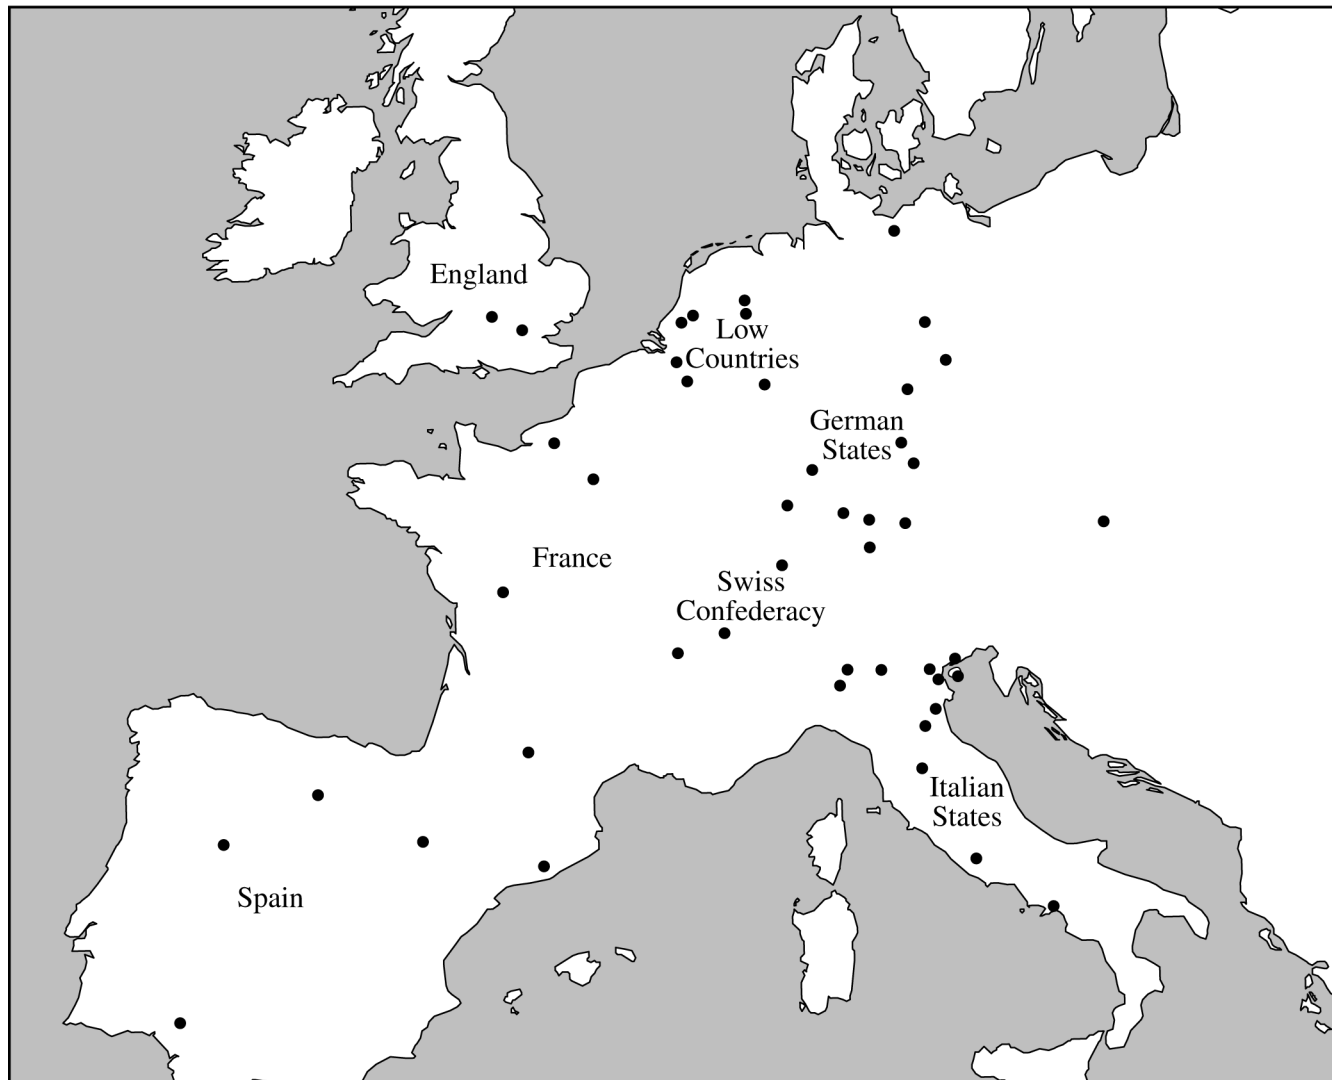 England
Low
Countries
German
States
France
Swiss
Confederacy
Italian
States
Spain